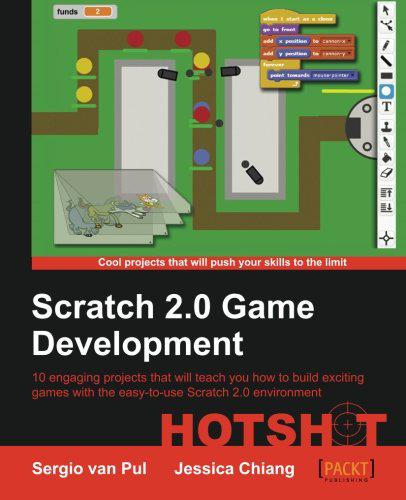 funds 2
when I start as a clone
go to front
add x position to cannon-x
add y position to cannon-y
forever
point towards mouse-pointer
T
Cool projects that will push your skills to the limit
Scratch 2.0 Game
Development
10 engaging projects that will teach you how to build exciting
games with the easy-to-use Scratch 2.0 environment
HOTSHOT
Sergio van Pul Jessica Chiang
[PACKT]
PUBLISHING